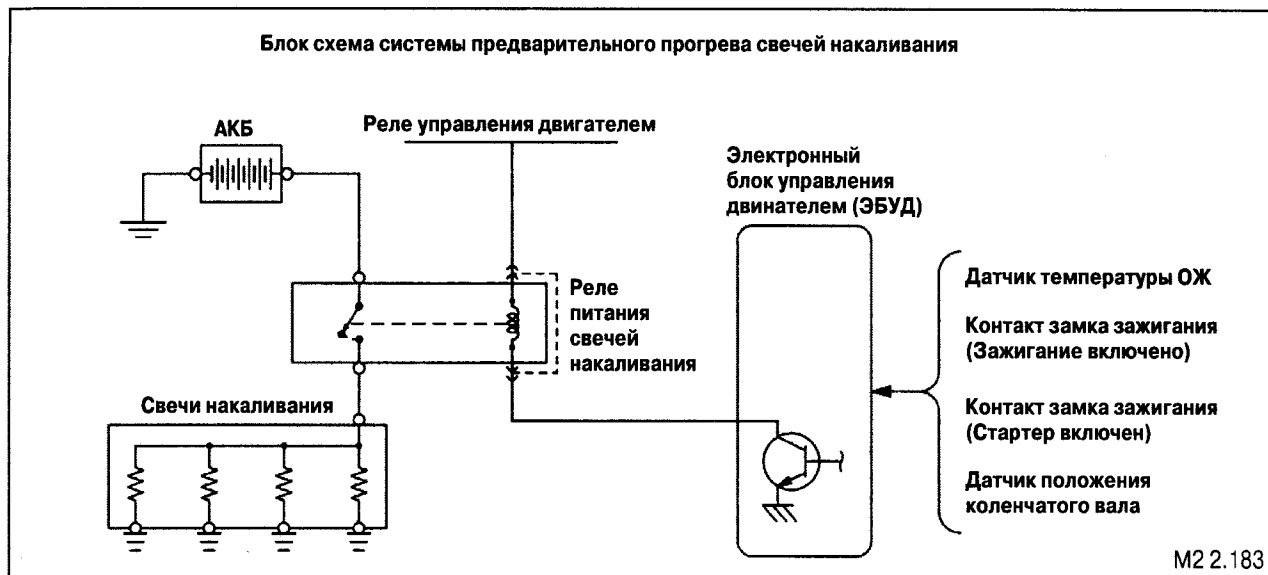 Блок схема системы предварительного прогрева свечей накаливания
АКБ
Реле управления двигателем
Электронный
блок управления
двинателем (ЭБУД)
Реле
питания
свечей
накаливания
Свечи накаливания
Датчик температуры ОЖ
Контакт замка зажигания
(Зажигание включено)
Контакт замка зажигания
(Стартер включен)
Датчик положения
коленчатого вала
M2 2.183